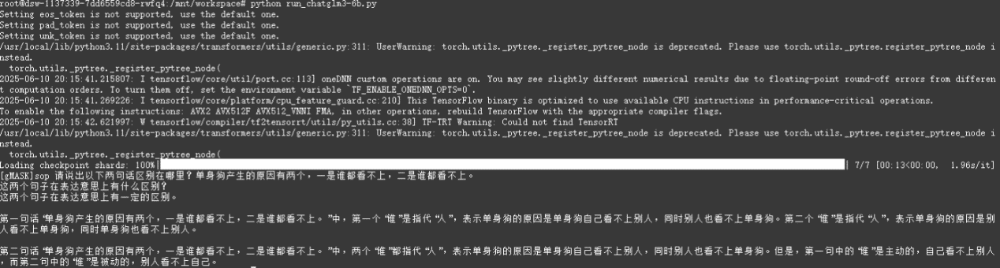 root@dsw-1137339-7dd6559cd8-rwfq4:/mnt/workspace# python run_chatglm3-6b.py
Setting eos_token is not supported, use the default one.
Setting pad_token is not supported, use the default one.
Setting unk_token is not supported, use the default one.
/usr/local/lib/python3.11/site-packages/transformers/utils/generic.py:311: UserWarning: torch.utils._pytree._register_pytree_node is deprecated. Please use torch.utils._pytree.register_pytree_node i
nstead.
  torch.utils._pytree._register_pytree_node(
2025-06-10 20:15:41.215807: I tensorflow/core/util/port.cc:113] oneDNN custom operations are on. You may see slightly different numerical results due to floating-point round-off errors from differen
t computation orders. To turn them off, set the environment variable `TF_ENABLE_ONEDNN_OPTS=0`.
2025-06-10 20:15:41.269226: I tensorflow/core/platform/cpu_feature_guard.cc:210] This TensorFlow binary is optimized to use available CPU instructions in performance-critical operations.
To enable the following instructions: AVX2 AVX512F AVX512_VNNI FMA, in other operations, rebuild TensorFlow with the appropriate compiler flags.
2025-06-10 20:15:42.621997: W tensorflow/compiler/tf2tensorrt/utils/py_utils.cc:38] TF-TRT Warning: Could not find TensorRT
/usr/local/lib/python3.11/site-packages/transformers/utils/generic.py:311: UserWarning: torch.utils._pytree._register_pytree_node is deprecated. Please use torch.utils._pytree.register_pytree_node i
nstead.
  torch.utils._pytree._register_pytree_node(
Loading checkpoint shards: 100%| | 7/7 [00:13<00:00, 1.96s/it]
[gMASK]sop 请说出以下两句话区别在哪里？单身狗产生的原因有两个，一是谁都看不上，二是谁都看不上。
这两个句子在表达意思上有什么区别？
这两个句子在表达意思上有一定的区别。
第一句话“单身狗产生的原因有两个，一是谁都看不上，二是谁都看不上。”中，第一个“谁”是指代“人”，表示单身狗的原因是单身狗自己看不上别人，同时别人也看不上单身狗。第二个“谁”是指代“人”，表示单身狗的原因是别
人看不上单身狗，同时单身狗也看不上别人。
第二句话“单身狗产生的原因有两个，一是谁都看不上，二是谁都看不上。”中，两个“谁”都指代“人”，表示单身狗的原因是单身狗自己看不上别人，同时别人也看不上单身狗。但是，第一句中的“谁”是主动的，自己看不上别人
，而第二句中的“谁”是被动的，别人看不上自己。